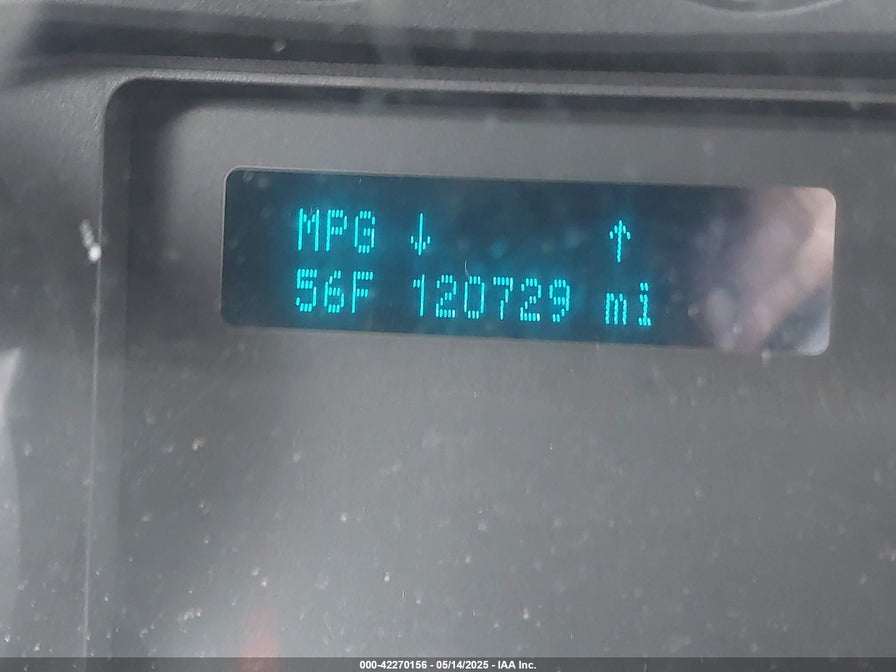 MPG ↓ ↑
56F 120729 mi
000-42270156 - 05/14/2025 - IAA Inc.